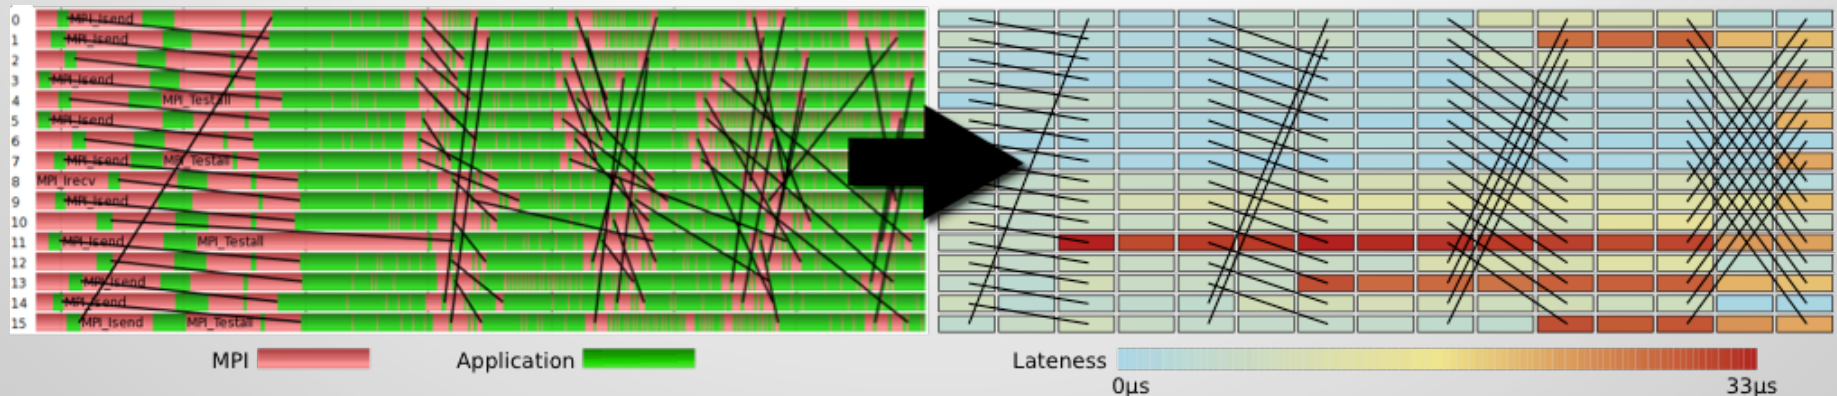 0 MPI_Isend
1 MPI_Isend
2
3 MPI_Isend
4 MPI_Testall
5 MPI_Isend
6
7 MPI_Isend MPI_Testall
8 MPI_Irecv
9 MPI_Isend
10
11 MPI_Isend MPI_Testall
12
13 MPI_Isend
14 MPI_Isend
15 MPI_Isend MPI_Testall
MPI Application Lateness
0μs 33μs